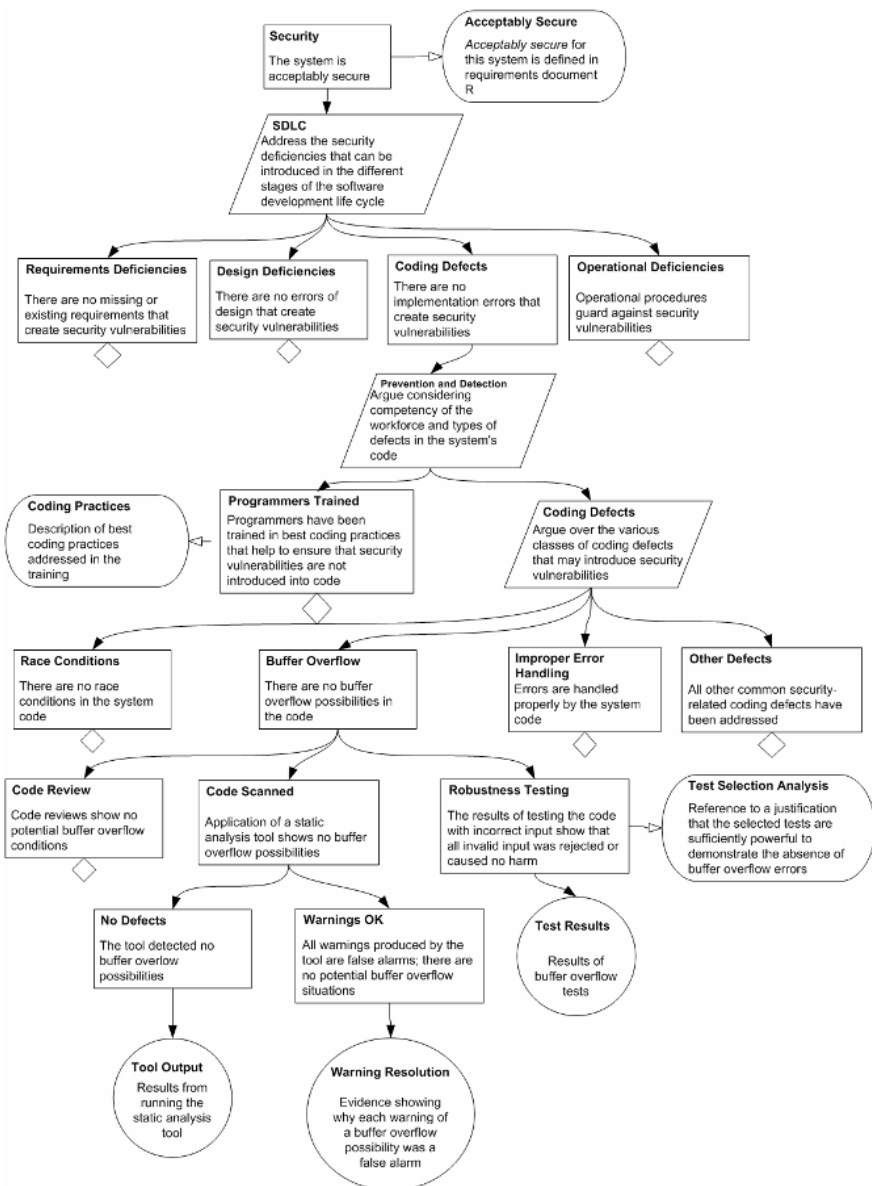 Security
The system is
acceptably secure
Acceptably Secure
Acceptably secure for
this system is defined in
requirements document
R
SDLC
Address the security
deficiencies that can be
introduced in the different
stages of the software
development life cycle
Requirements Deficiencies
There are no missing or
existing requirements that
create security vulnerabilities
Design Deficiencies
There are no errors of
design that create
security vulnerabilities
Coding Defects
There are no
implementation errors that
create security
vulnerabilities
Operational Deficiencies
Operational procedures
guard against security
vulnerabilities
Prevention and Detection
Argue considering
competency of the
workforce and types of
defects in the system's
code
Coding Practices
Description of best
coding practices
addressed in the
training
Programmers Trained
Programmers have been
trained in best coding practices
that help to ensure that security
vulnerabilities are not
introduced into code
Coding Defects
Argue over the various
classes of coding defects
that may introduce security
vulnerabilities
Race Conditions
There are no race
conditions in the system
code
Buffer Overflow
There are no buffer
overflow possibilities in
the code
Improper Error
Handling
Errors are handled
properly by the system
code
Other Defects
All other common security-
related coding defects have
been addressed
Code Review
Code reviews show no
potential buffer overflow
conditions
Code Scanned
Application of a static
analysis tool shows no buffer
overflow possibilities
Robustness Testing
The results of testing the code
with incorrect input show that
all invalid input was rejected or
caused no harm
Test Selection Analysis
Reference to a justification
that the selected tests are
sufficiently powerful to
demonstrate the absence of
buffer overflow errors
No Defects
The tool detected no
buffer overlow
possibilities
Warnings OK
All warnings produced by the
tool are false alarms; there are
no potential buffer overflow
situations
Test Results
Results of
buffer overflow
tests
Tool Output
Results from
running the
static analysis
tool
Warning Resolution
Evidence showing
why each warning of
a buffer overflow
possibility was a
false alarm